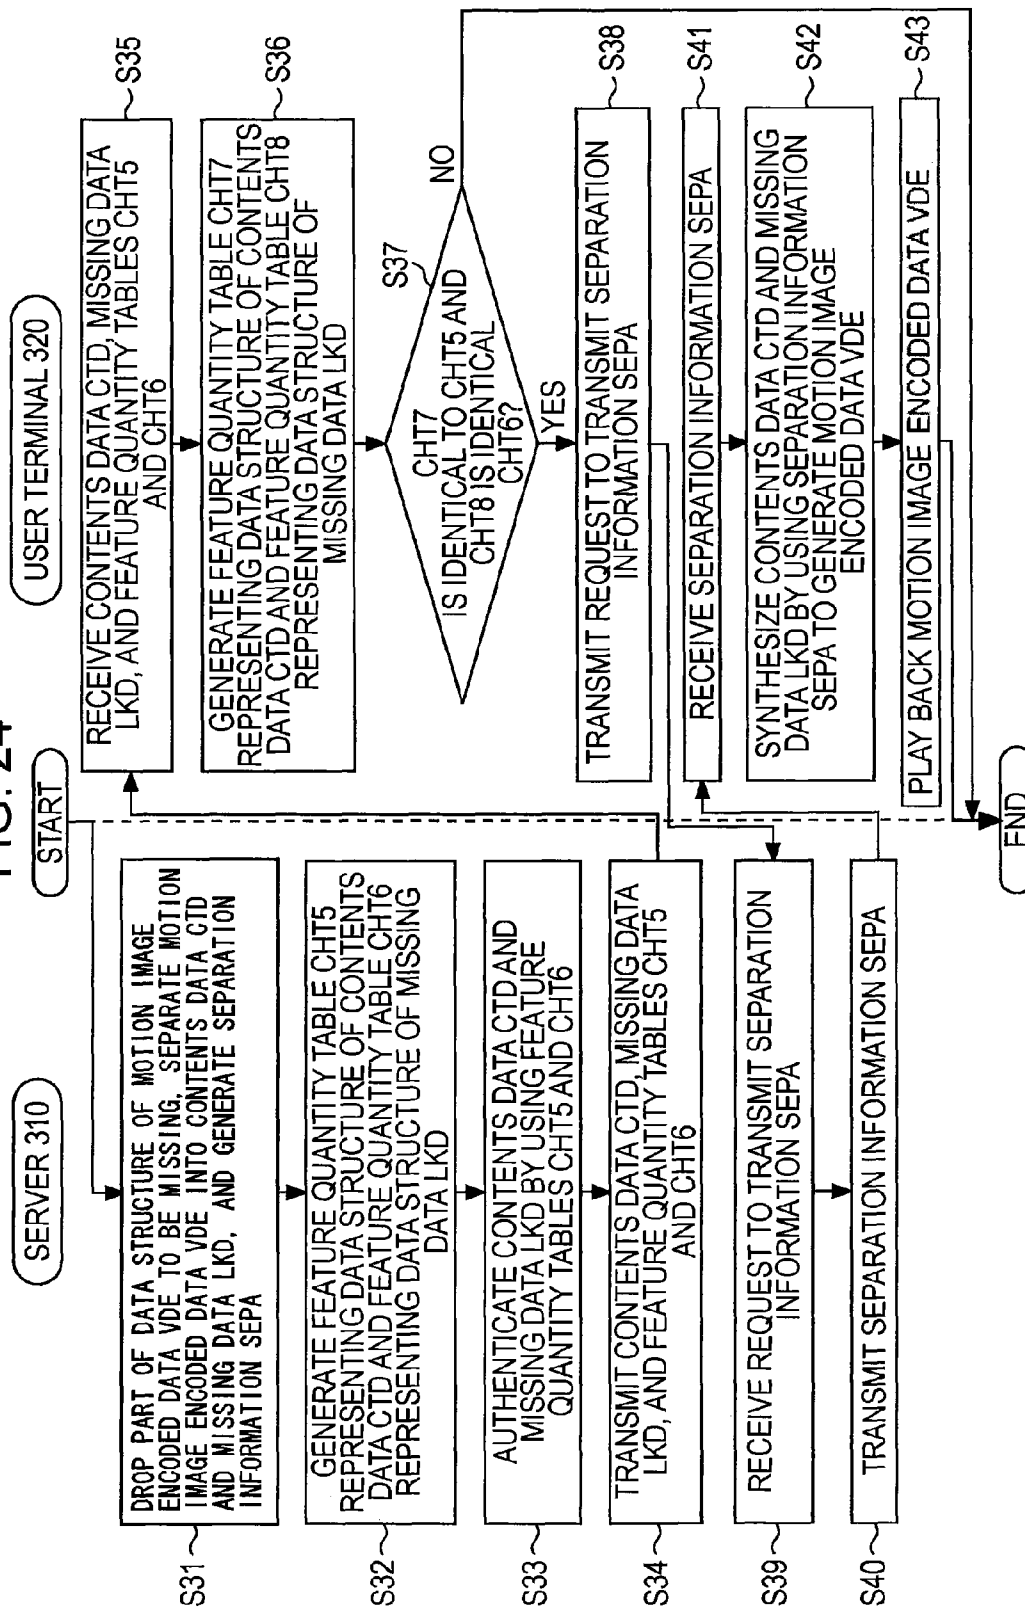 FIG. 24
START
SERVER 310
DROP PART OF DATA STRUCTURE OF MOTION IMAGE
ENCODED DATA VDE TO BE MISSING, SEPARATE MOTION
IMAGE ENCODED DATA VDE INTO CONTENTS DATA CTD
AND MISSING DATA LKD, AND GENERATE SEPARATION
INFORMATION SEPA
S31
GENERATE FEATURE QUANTITY TABLE CHT5
REPRESENTING DATA STRUCTURE OF CONTENTS
DATA CTD AND FEATURE QUANTITY TABLE CHT6
REPRESENTING DATA STRUCTURE OF MISSING
DATA LKD
S32
AUTHENTICATE CONTENTS DATA CTD AND
MISSING DATA LKD BY USING FEATURE
QUANTITY TABLES CHT5 AND CHT6
S33
TRANSMIT CONTENTS DATA CTD, MISSING DATA
LKD, AND FEATURE QUANTITY TABLES CHT5
AND CHT6
S34
RECEIVE REQUEST TO TRANSMIT SEPARATION
INFORMATION SEPA
S39
TRANSMIT SEPARATION INFORMATION SEPA
S40
USER TERMINAL 320
RECEIVE CONTENTS DATA CTD, MISSING DATA
LKD, AND FEATURE QUANTITY TABLES CHT5
AND CHT6
S35
GENERATE FEATURE QUANTITY TABLE CHT7
REPRESENTING DATA STRUCTURE OF CONTENTS
DATA CTD AND FEATURE QUANTITY TABLE CHT8
REPRESENTING DATA STRUCTURE OF
MISSING DATA LKD
S36
S37
CHT7
IS IDENTICAL TO CHT5 AND
CHT8 IS IDENTICAL
CHT6?
NO
YES
TRANSMIT REQUEST TO TRANSMIT SEPARATION
INFORMATION SEPA
S38
RECEIVE SEPARATION INFORMATION SEPA
S41
SYNTHESIZE CONTENTS DATA CTD AND MISSING
DATA LKD BY USING SEPARATION INFORMATION
SEPA TO GENERATE MOTION IMAGE
ENCODED DATA VDE
S42
PLAY BACK MOTION IMAGE ENCODED DATA VDE
S43
END